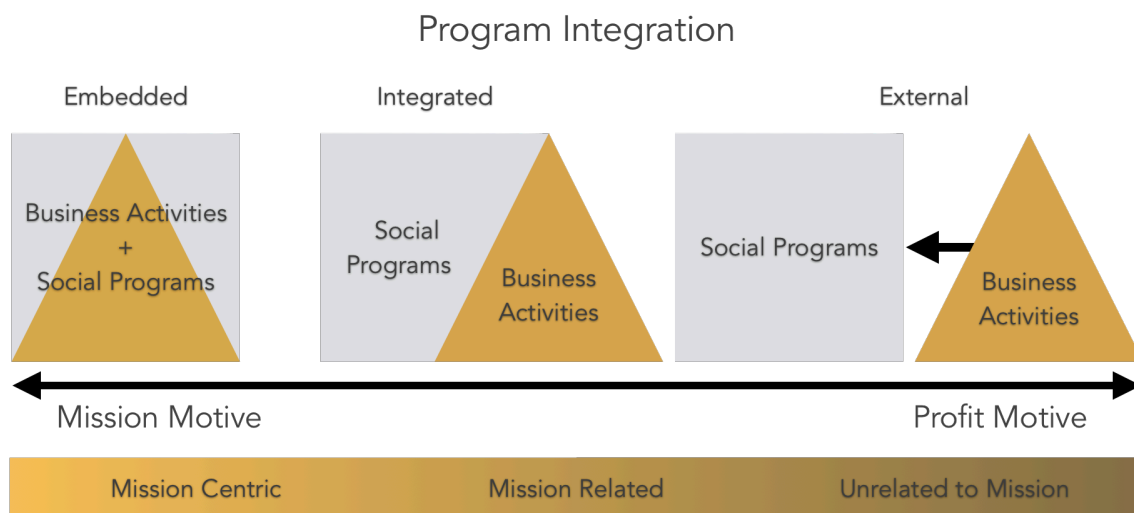 Program Integration
Embedded
Integrated
External
Business Activities
+
Social Programs
Social
Programs
Business
Activities
Social Programs
Business
Activities
Mission Motive
Profit Motive
Mission Centric
Mission Related
Unrelated to Mission